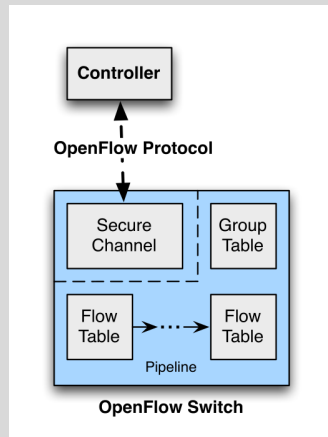 Controller
OpenFlow Protocol
Secure
Channel
Group
Table
Flow
Table
Flow
Table
Pipeline
OpenFlow Switch